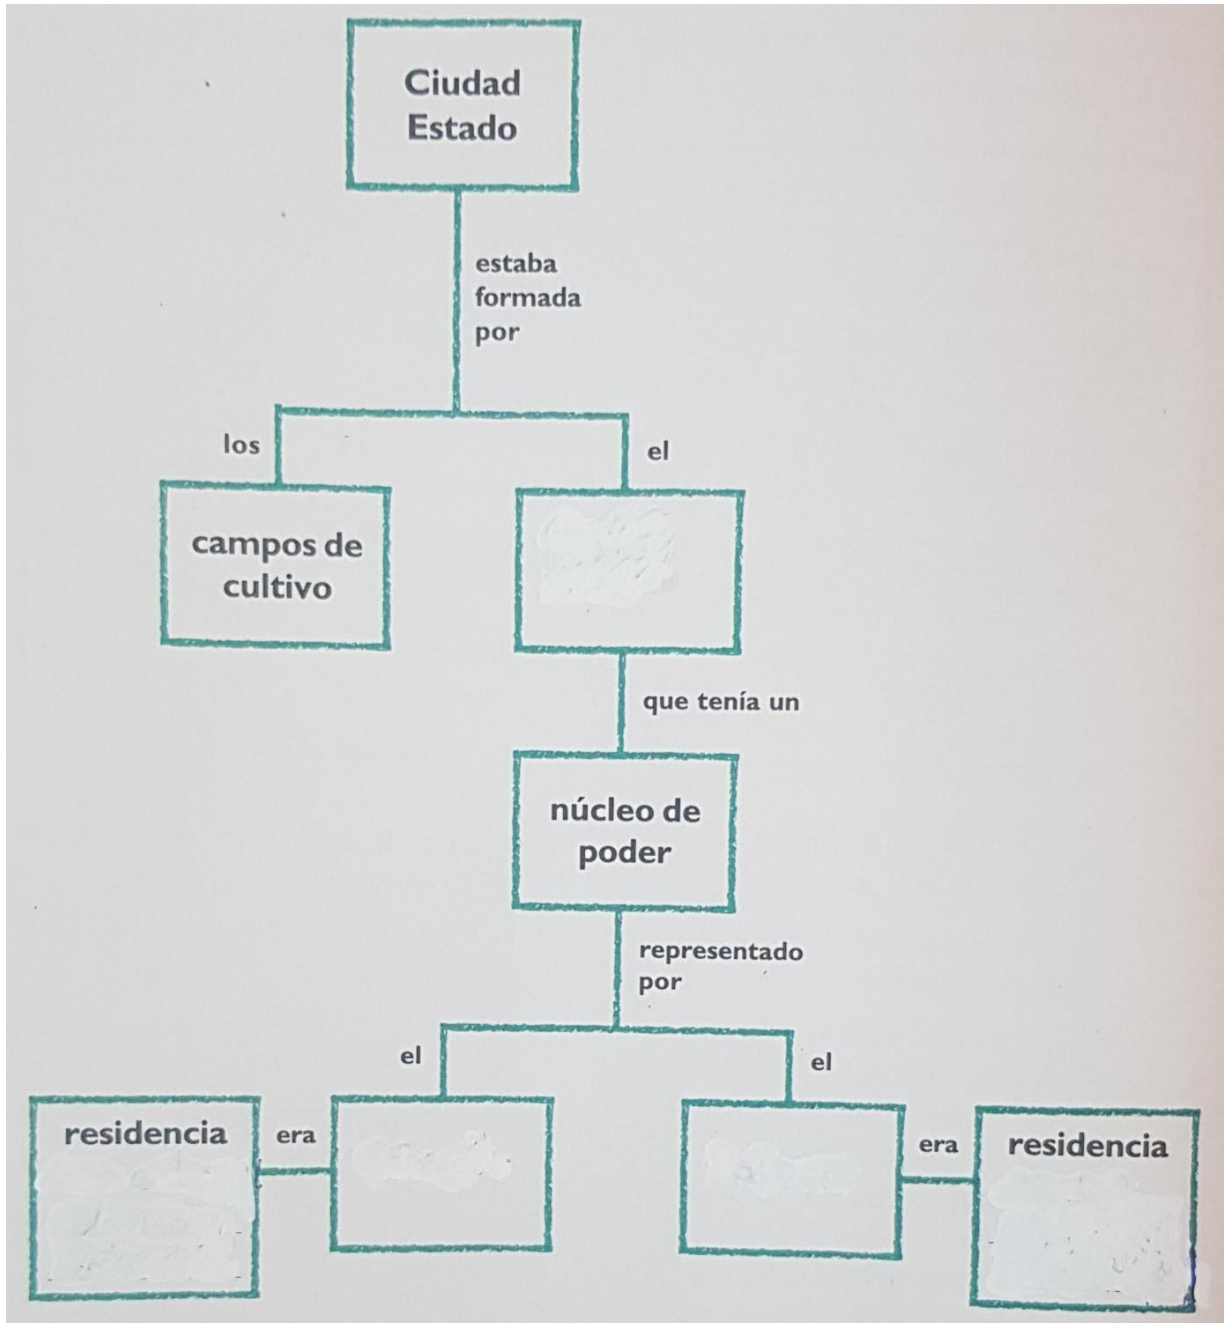 Ciudad
Estado
estaba
formada
por
los
el
campos de
cultivo
que tenía un
núcleo de
poder
representado
por
el
el
residencia
era
era
residencia